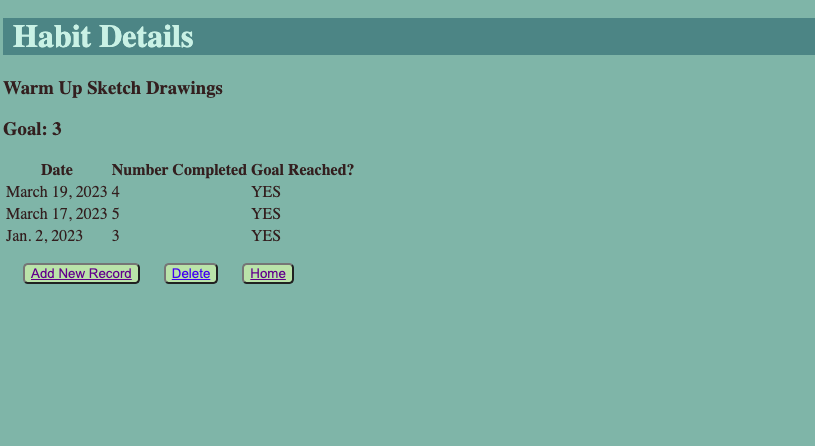 Habit Details
Warm Up Sketch Drawings
Goal: 3
Date Number Completed Goal Reached?
March 19, 2023 4 YES
March 17, 2023 5 YES
Jan. 2, 2023 3 YES
Add New Record Delete Home